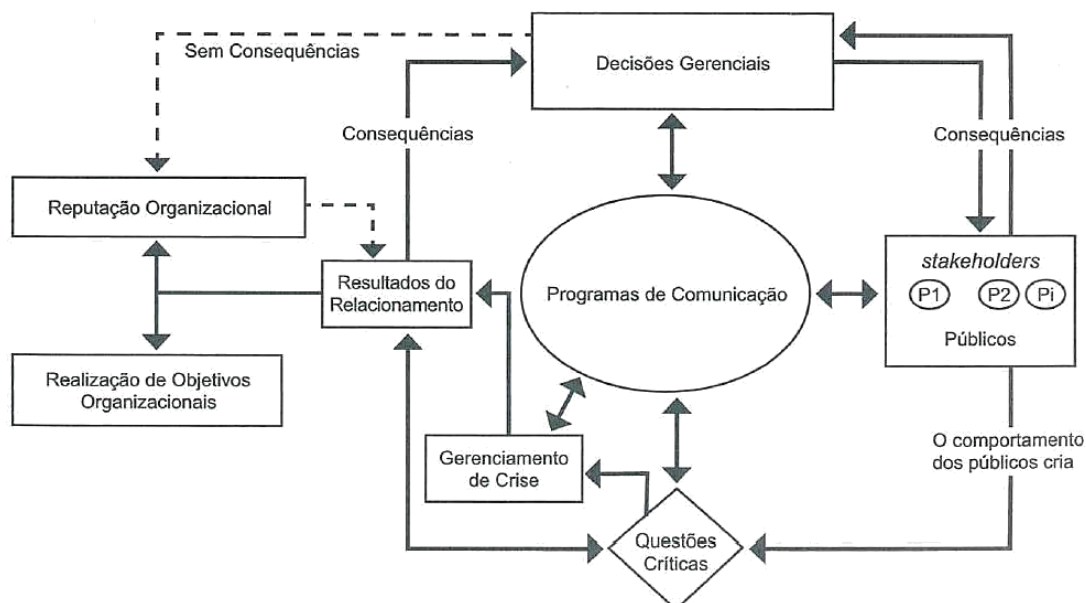 Sem Consequências
Decisões Gerenciais
Consequências
Consequências
Reputação Organizacional
Resultados do
Relacionamento
Programas de Comunicação
stakeholders
P1 P2 Pi
Públicos
Realização de Objetivos
Organizacionais
Gerenciamento
de Crise
O comportamento
dos públicos cria
Questões
Críticas